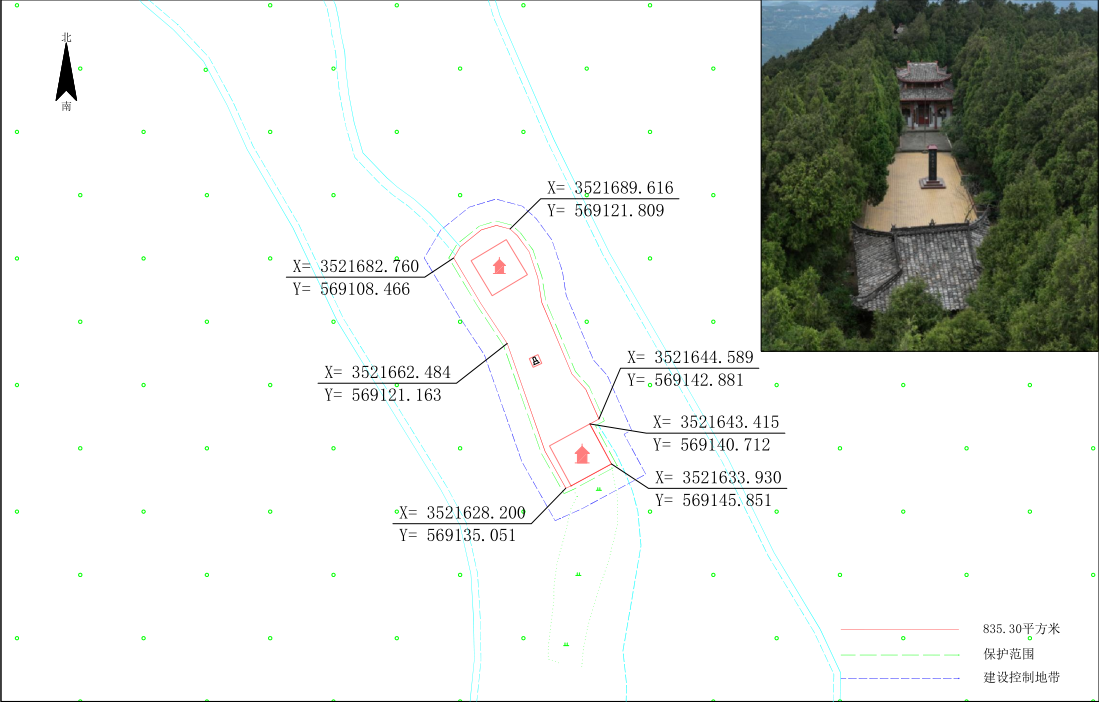 北
南
X= 3521689.616
Y= 569121.809
X= 3521682.760
Y= 569108.466
X= 3521662.484
Y= 569121.163
X= 3521644.589
Y= 569142.881
X= 3521643.415
Y= 569140.712
X= 3521633.930
Y= 569145.851
X= 3521628.200
Y= 569135.051
835.30平方米
保护范围
建设控制地带